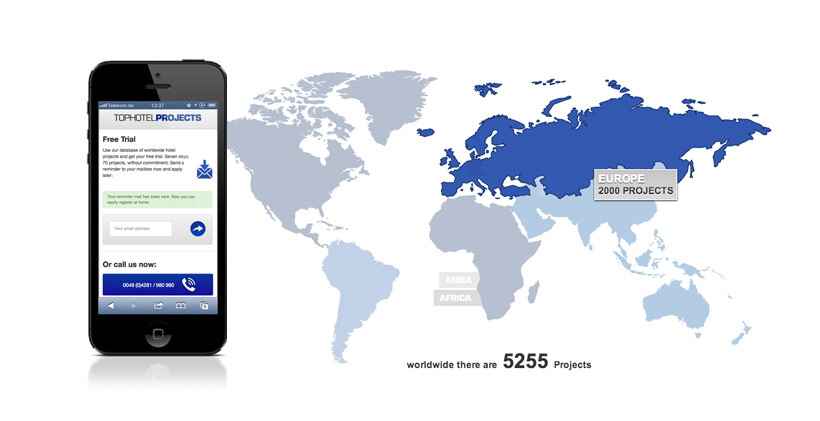 Telekom.de 13:37
TOPHOTELPROJECTS
Free Trial
Use our database of worldwide hotel
projects and get your free trial. Seven days,
75 projects, without commitment. Send a
reminder to your mailbox now and apply
later:
Your reminder-mail has been sent. Now you can
easily register at home.
Your email address
Or call us now:
0049 (0)4261 / 980 980
EUROPE
2000 PROJECTS
EMEA
AFRICA
worldwide there are 5255 Projects